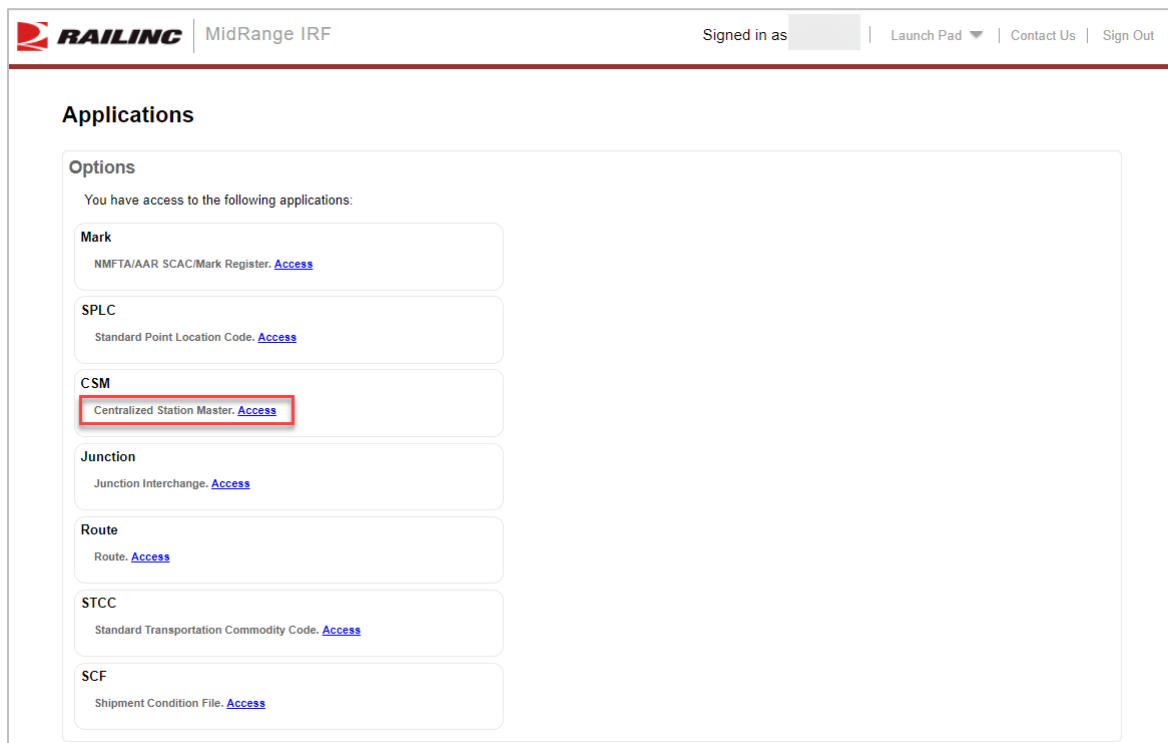 RAILINC MidRange IRF Signed in as Launch Pad Contact Us Sign Out
Applications
Options
You have access to the following applications:
Mark
NMFTA/AAR SCAC/Mark Register. Access
SPLC
Standard Point Location Code. Access
CSM
Centralized Station Master. Access
Junction
Junction Interchange. Access
Route
Route. Access
STCC
Standard Transportation Commodity Code. Access
SCF
Shipment Condition File. Access